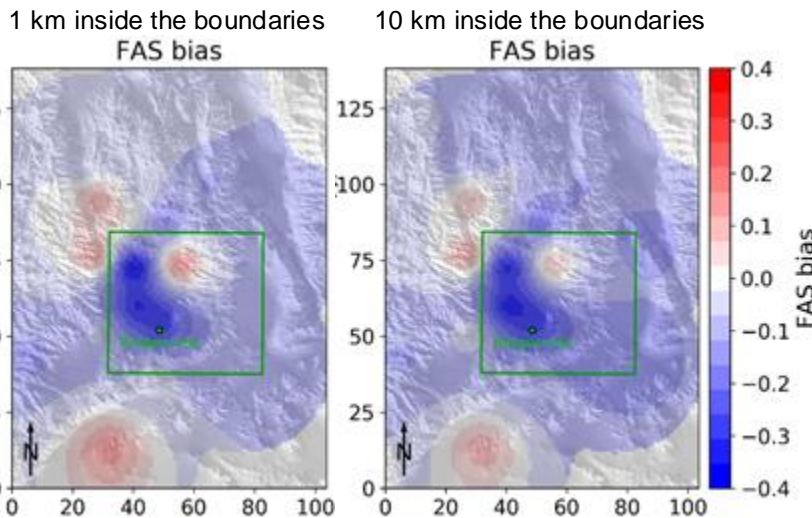 1 km inside the boundaries
10 km inside the boundaries
FAS bias
FAS bias
125
100
75
50
25
0
N
N
0 20 40 60 80 100
0 20 40 60 80 100
0.4
0.3
0.2
0.1
0.0
−0.1
−0.2
−0.3
−0.4
FAS bias